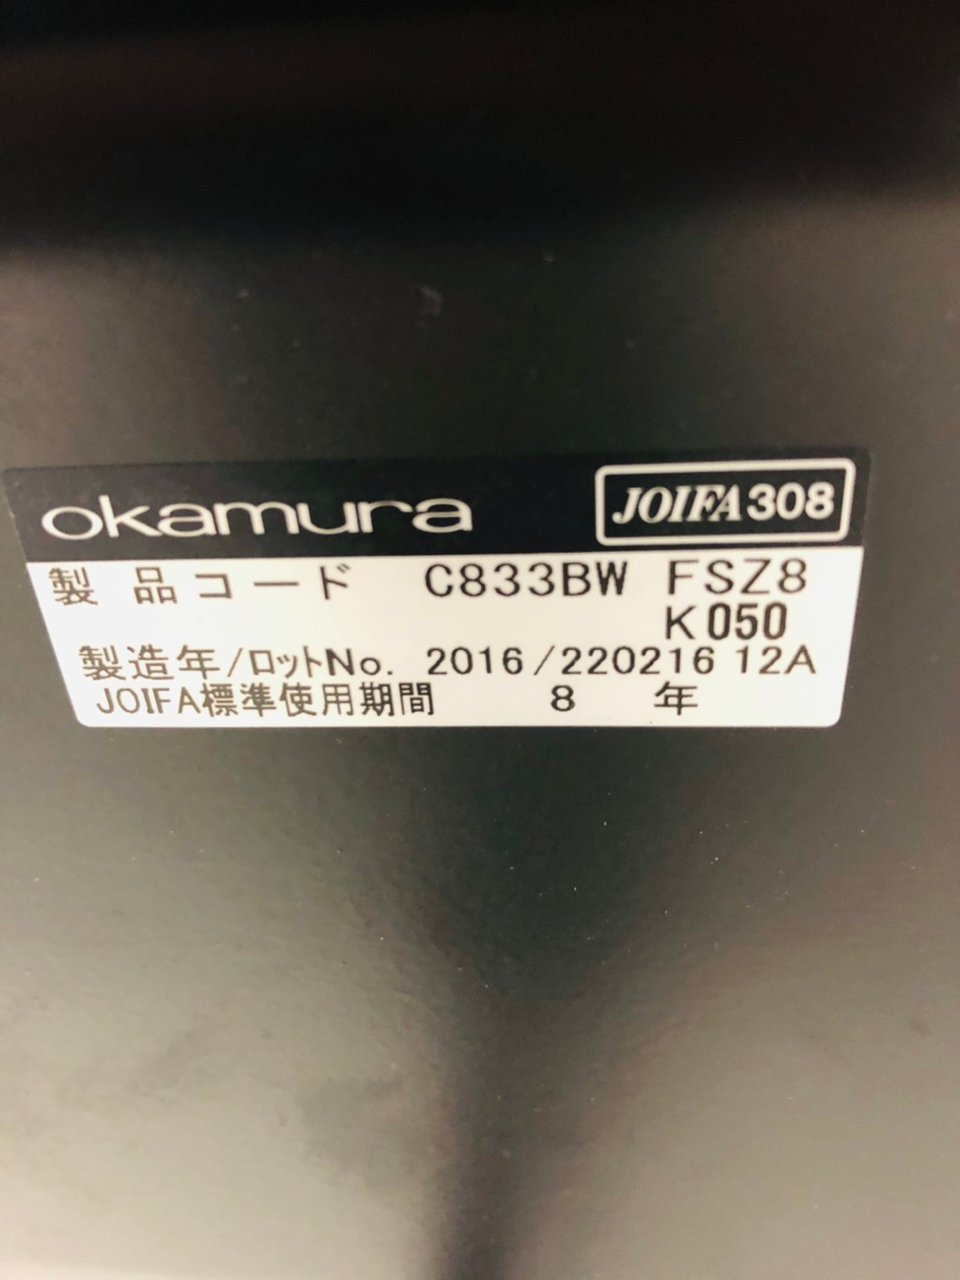 okamura JOIFA308
製品コード C833BW FSZ8
K050
製造年/ロットNo. 2016/220216 12A
JOIFA標準使用期間 8 年